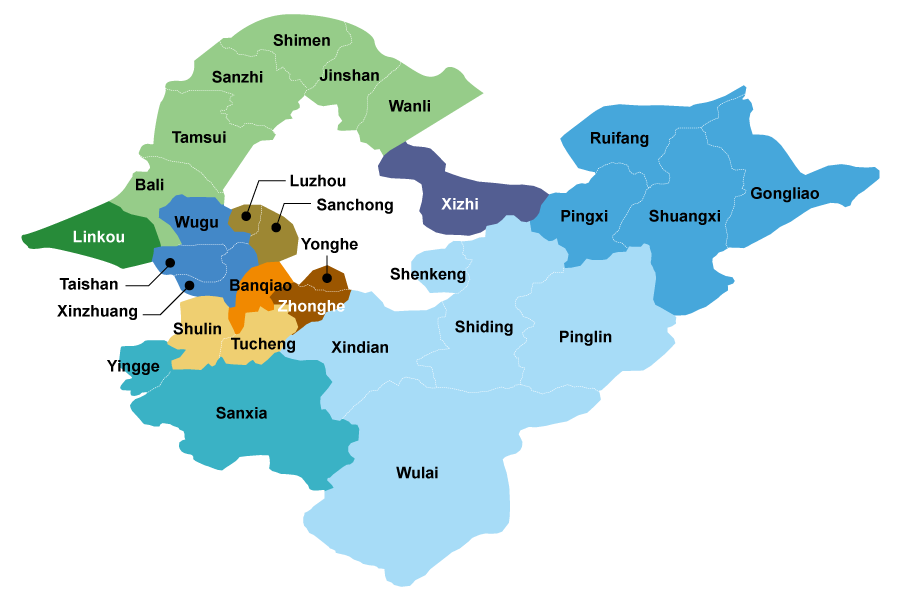 Shimen
Sanzhi
Jinshan
Wanli
Tamsui
Ruifang
Bali
Luzhou
Gongliao
Xizhi
Sanchong
Pingxi
Shuangxi
Wugu
Linkou
Yonghe
Shenkeng
Taishan
Banqiao
Xinzhuang
Zhonghe
Shulin
Shiding
Pinglin
Tucheng
Xindian
Yingge
Sanxia
Wulai